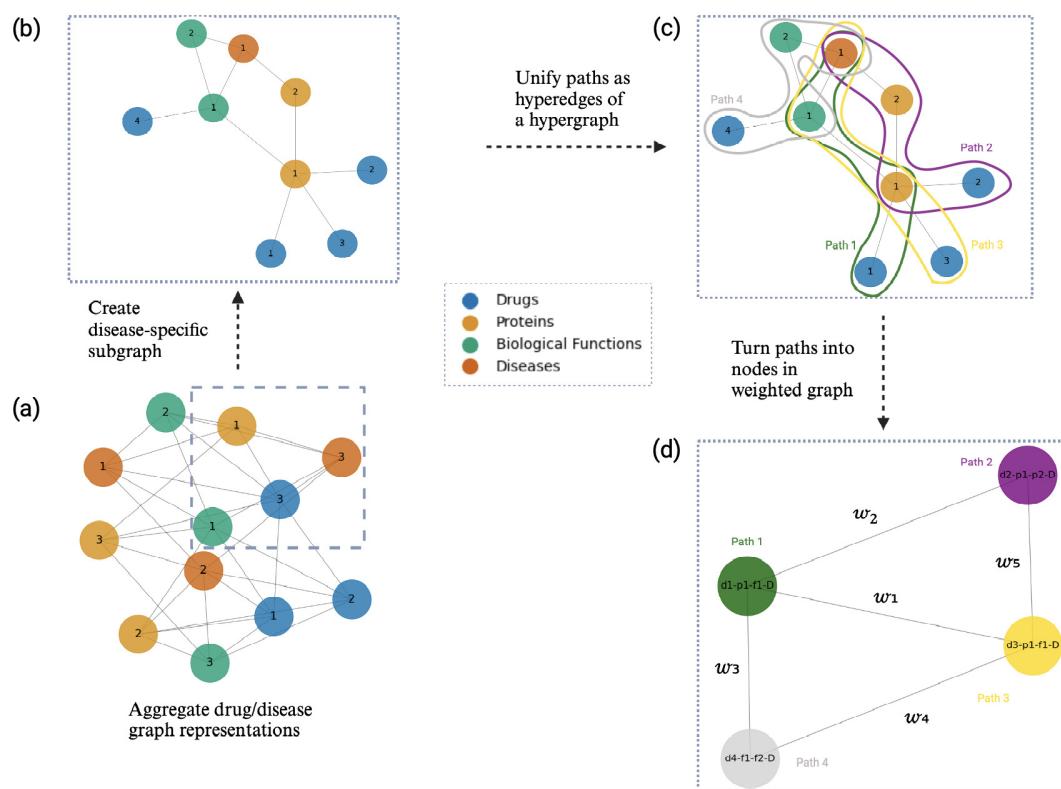 (b)
2
1
2
1
4
1
2
3
1
Unify paths as
hyperedges of
a hypergraph
(c)
2
1
2
Path 4
4
1
Path 2
1
2
Path 1
Path 3
3
1
Create
disease-specific
subgraph
Drugs
Proteins
Biological Functions
Diseases
Turn paths into
nodes in
weighted graph
(a)
2
1
1
3
3
1
3
2
2
1
2
3
Aggregate drug/disease
graph representations
(d)
Path 2
d2-p1-p2-D
w2
Path 1
w5
d1-p1-f1-D
w1
d3-p1-f1-D
w3
Path 3
w4
d4-f1-f2-D
Path 4